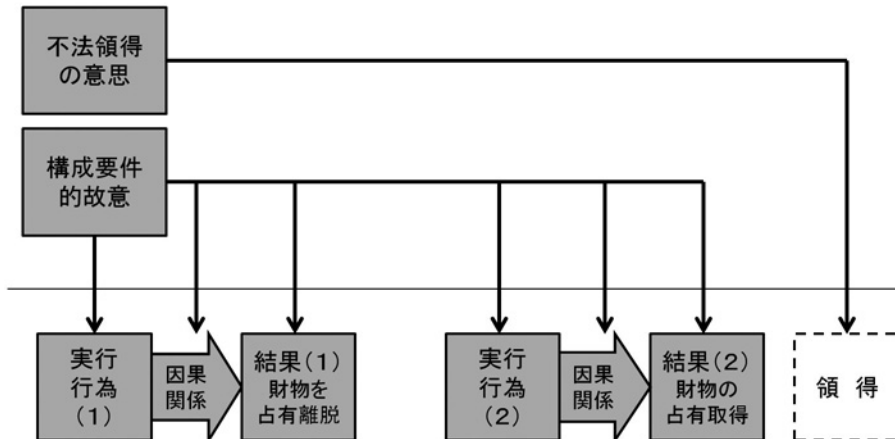 不法領得
の意思
構成要件
的故意
実行
行為
(1)
因果
関係
結果(1)
財物を
占有離脱
実行
行為
(2)
因果
関係
結果(2)
財物の
占有取得
領 得